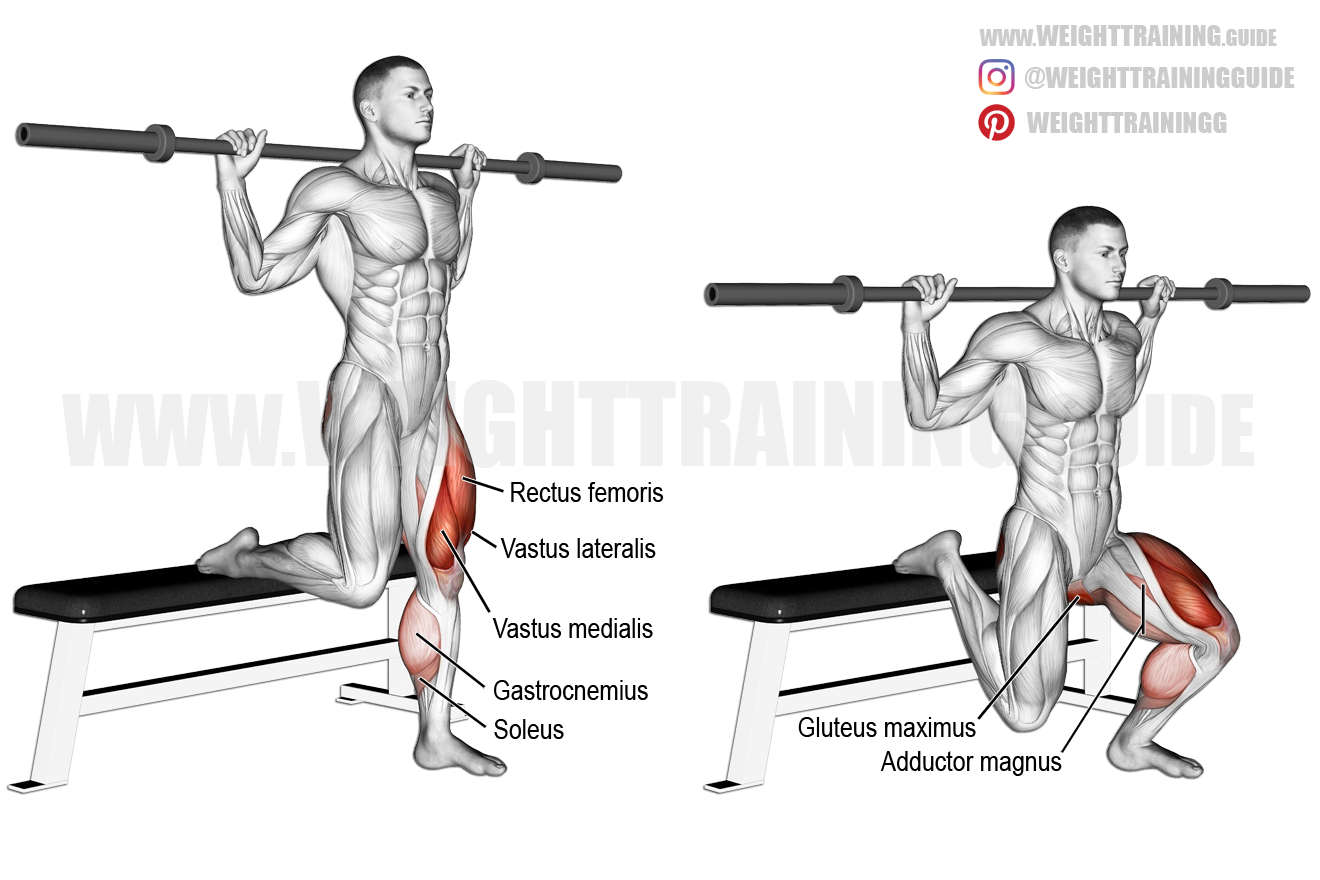 www.WEIGHTTRAINING.GUIDE
@WEIGHTTRAININGGUIDE
WEIGHTTRAININGG
www.WEIGHTTRAINING.GUIDE
Rectus femoris
Vastus lateralis
Vastus medialis
Gastrocnemius
Soleus
Gluteus maximus
Adductor magnus